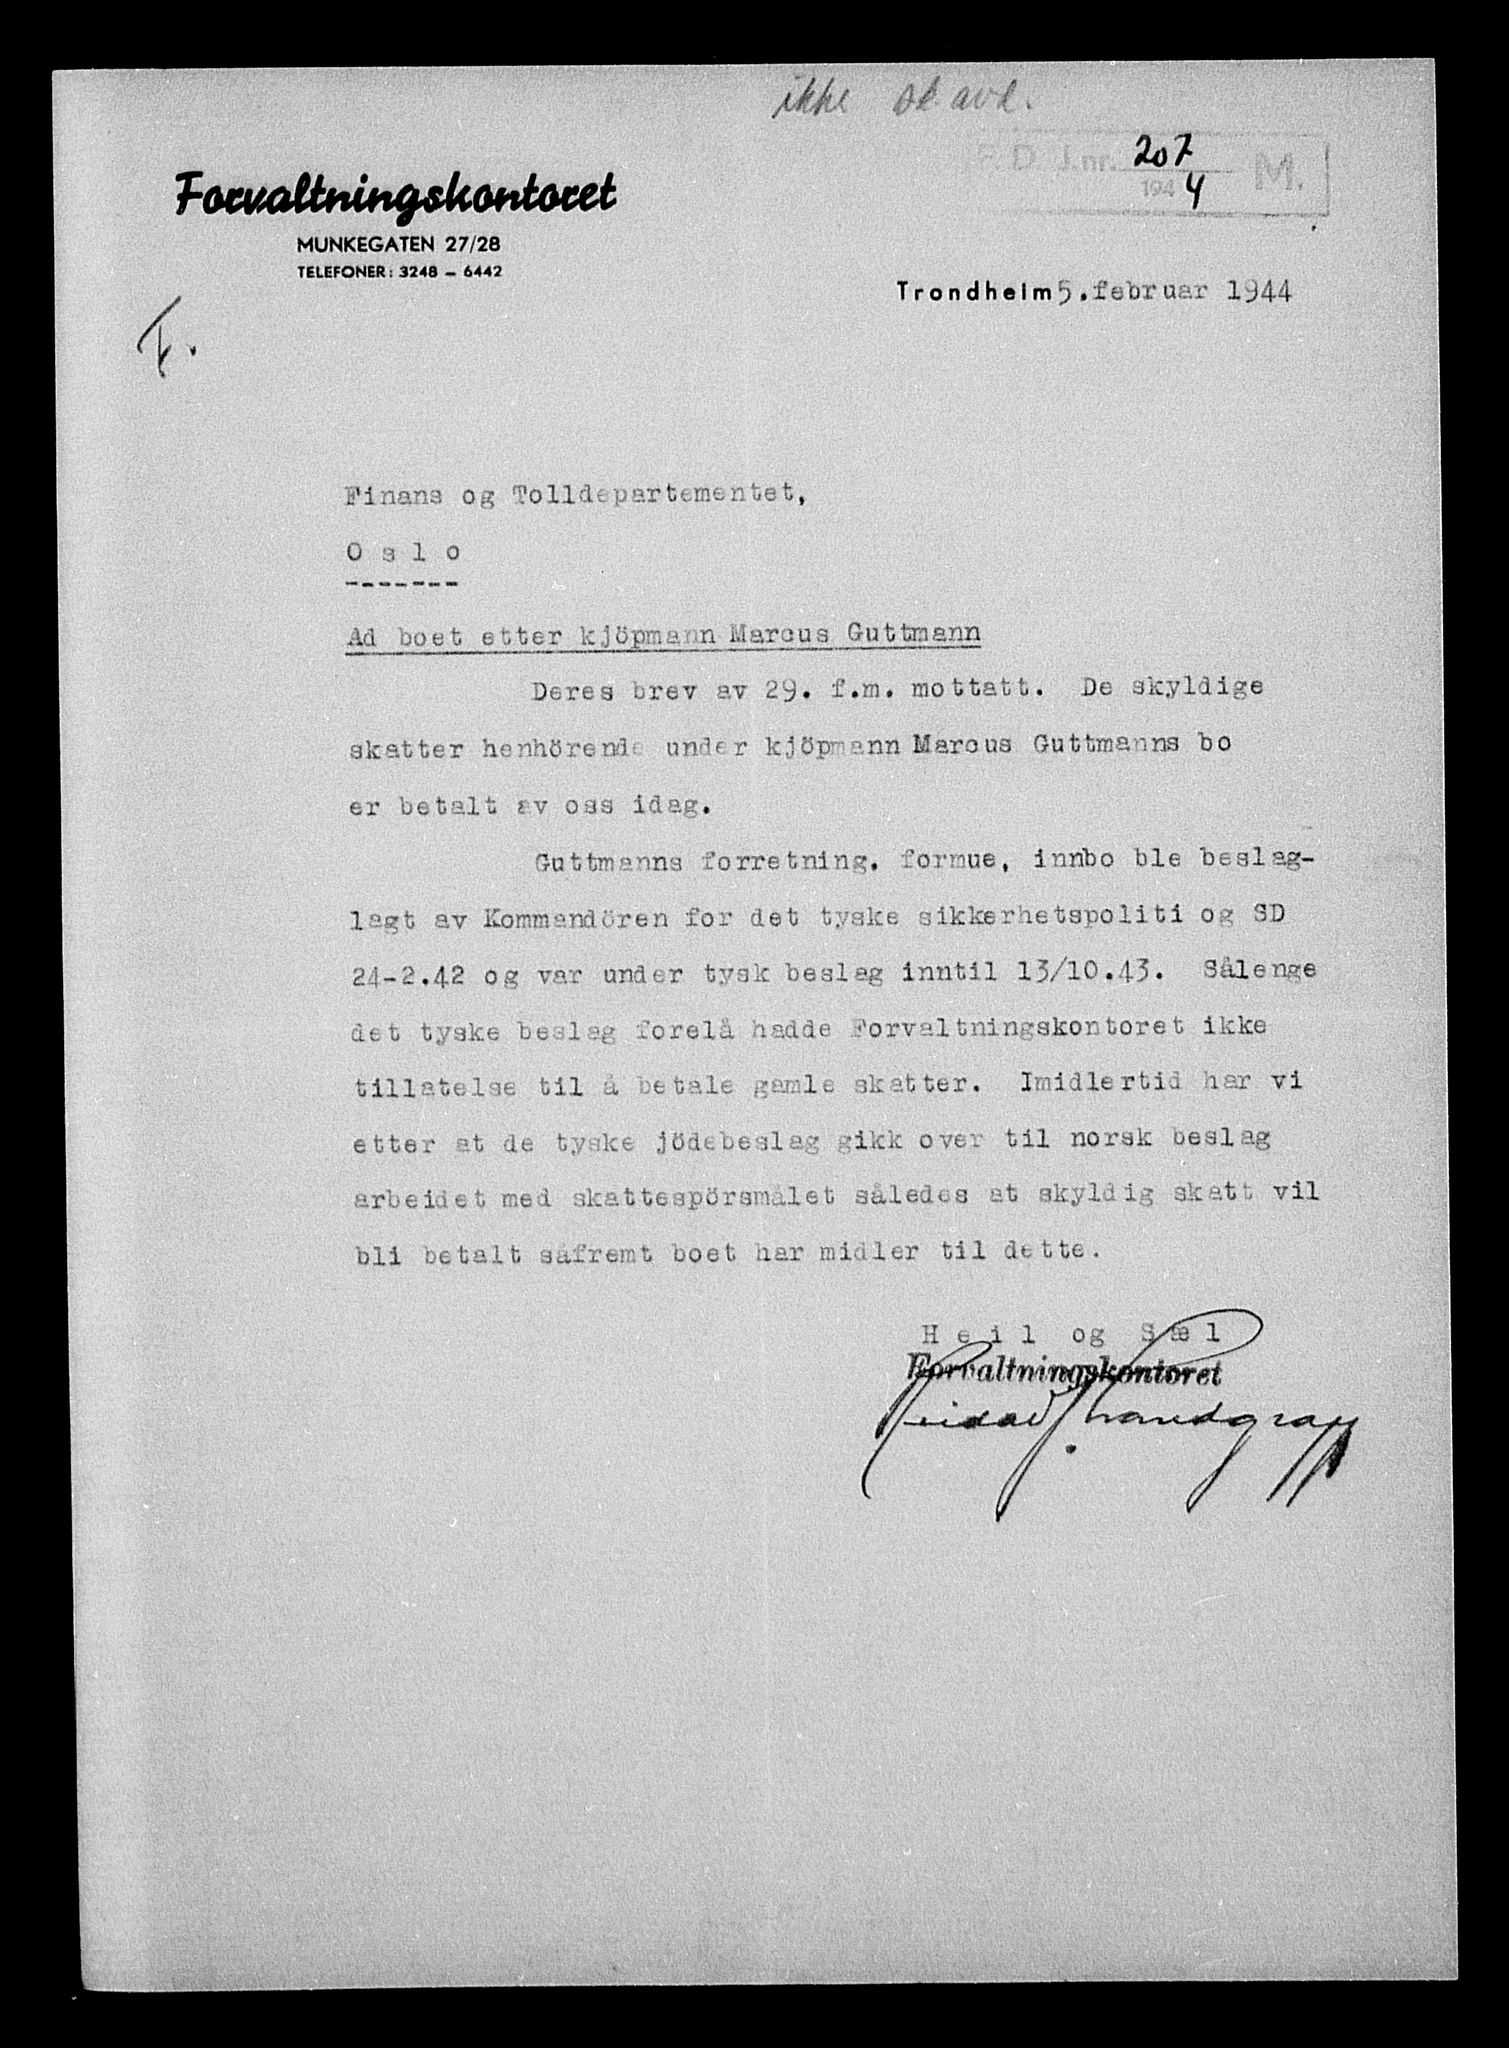 ikke
F. D. J.nr. 207 M.
194 4
Forvaltningskontoret
MUNKEGATEN 27/28
TELEFONER: 3248 - 6442
Trondheim 5.februar 1944
F.
Finans og Tolldepartementet,
O s l o
-------
Ad boet etter kjöpmann Marcus Guttmann
Deres brev av 29. f.m. mottatt. De skyldige
skatter henhörende under kjöpmann Marcus Guttmanns bo
er betalt av oss idag.
Guttmanns forretning, formue, innbo ble beslag-
lagt av Kommandören for det tyske sikkerhetspoliti og SD
24-2.42 og var under tysk beslag inntil 13/10.43. Sålenge
det tyske beslag forelå hadde Forvaltningskontoret ikke
tillatelse til å betale gamle skatter. Imidlertid har vi
etter at de tyske jödebeslag gikk over til norsk beslag
arbeidet med skattespörsmålet således at skyldig skatt vil
bli betalt såfremt boet har midler til dette.
H e i l og S æ l
Forvaltningskontoret
Reidar